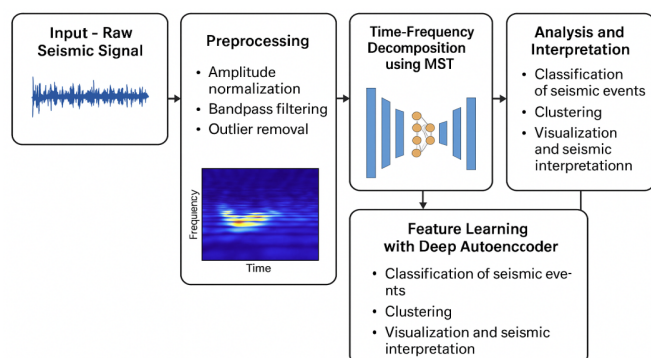 Input – Raw
Seismic Signal
Preprocessing
• Amplitude
normalization
• Bandpass filtering
• Outlier removal
Frequency
Time
Time-Frequency
Decomposition
using MST
Analysis and
Interpretation
• Classification
of seismic events
• Clustering
• Visualization
and seismic
interpretationn
Feature Learning
with Deep Autoenccoder
• Classification of seismic eve-
nts
• Clustering
• Visualization and seismic
interpretation